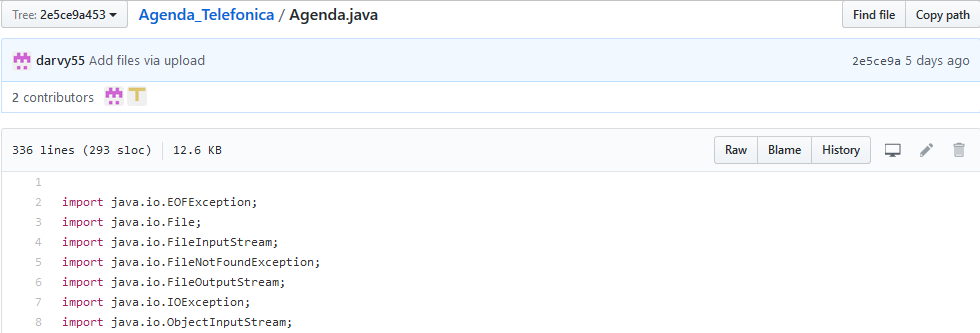 Tree: 2e5ce9a453 Agenda_Telefonica / Agenda.java Find file Copy path
darvy55 Add files via upload 2e5ce9a 5 days ago
2 contributors
336 lines (293 sloc) 12.6 KB Raw Blame History
1
2 import java.io.EOFException;
3 import java.io.File;
4 import java.io.FileInputStream;
5 import java.io.FileNotFoundException;
6 import java.io.FileOutputStream;
7 import java.io.IOException;
8 import java.io.ObjectInputStream;